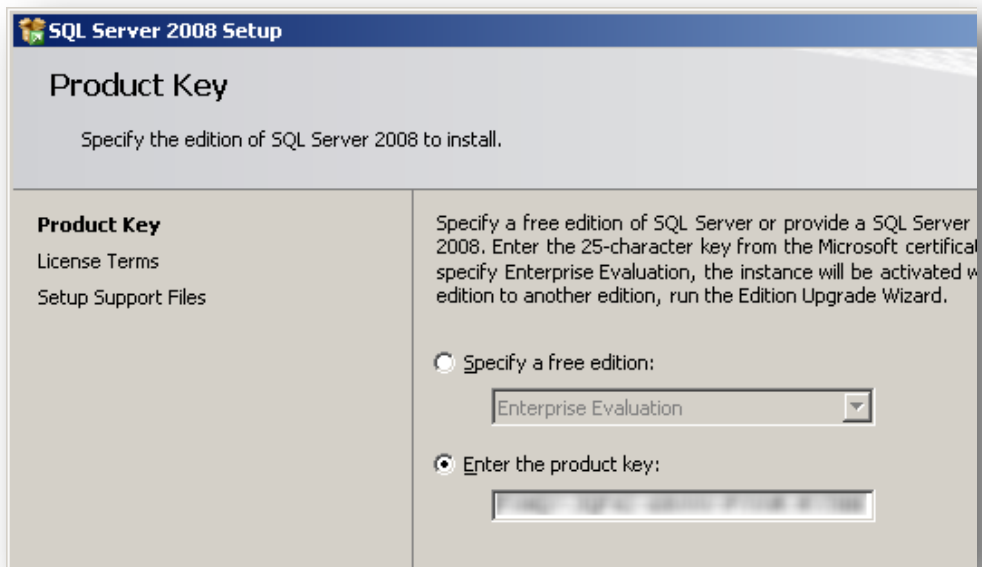 SQL Server 2008 Setup
Product Key
Specify the edition of SQL Server 2008 to install.
Product Key
License Terms
Setup Support Files
Specify a free edition of SQL Server or provide a SQL Server
2008. Enter the 25-character key from the Microsoft
specify Enterprise Evaluation, the instance will be activated
edition to another edition, run the Edition Upgrade Wizard.
Specify a free edition:
Enterprise Evaluation
Enter the product key: